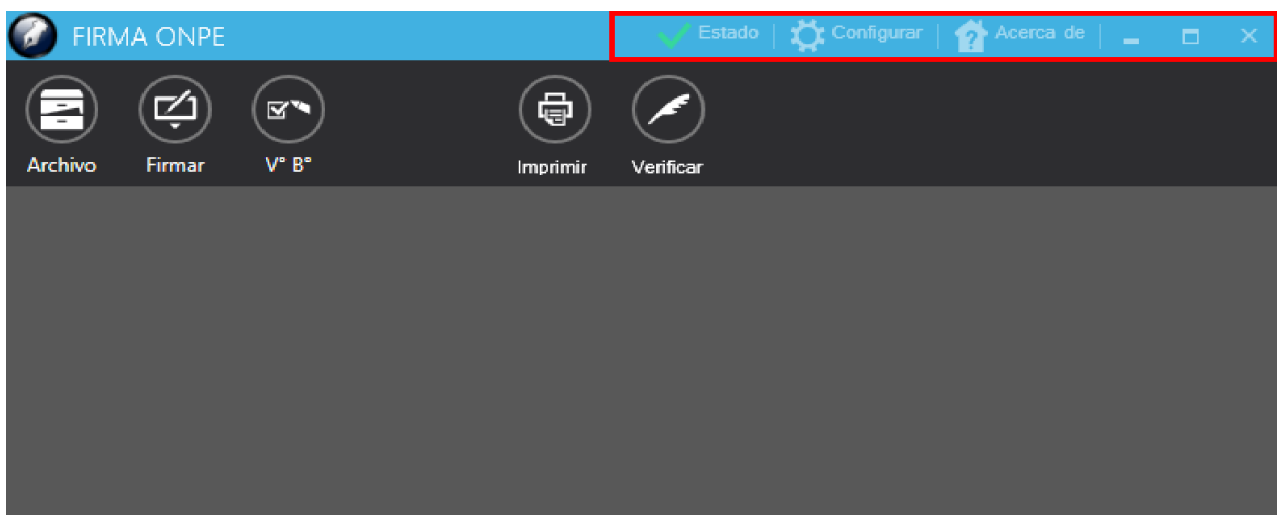 FIRMA ONPE Estado Configurar Acerca de
Archivo Firmar V° B° Imprimir Verificar